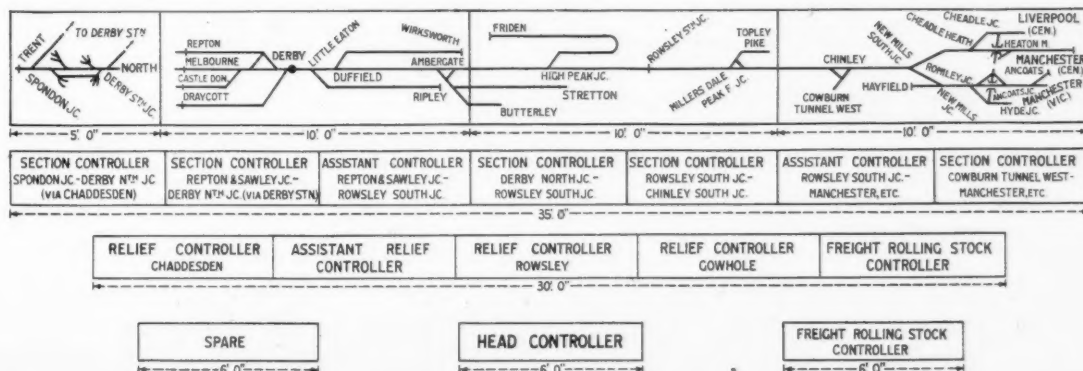 TRENT
TO DERBY STN
NORTH
SPONDON JC.
DERBY STH JC
REPTON
MELBOURNE
CASTLE DON.
DRAYCOTT
DERBY
LITTLE EATON
WIRKSWORTH
DUFFIELD
AMBERGATE
RIPLEY
BUTTERLEY
FRIDEN
HIGH PEAK JC.
STRETTON
ROWSLEY STH JC.
TOPLEY
PIKE
MILLERS DALE
PEAK F. JC.
CHINLEY
COWBURN
TUNNEL WEST
NEW MILLS
SOUTH JC.
CHEADLE HEATH
CHEADLE JC.
LIVERPOOL
(CEN.)
HEATON M.
MANCHESTER
(CEN.)
ANCOATS
ROMILEY JC.
HAYFIELD
ANCOATS JC.
MANCHESTER
(VIC.)
NEW MILLS
JC.
HYDE JC.
5' 0"
10' 0"
10' 0"
10' 0"
SECTION CONTROLLER
SPONDON JC.-DERBY NTH JC
(VIA CHADDESDEN)
SECTION CONTROLLER
REPTON & SAWLEY JC.-
DERBY NTH JC (VIA DERBY STN)
ASSISTANT CONTROLLER
REPTON & SAWLEY JC.-
ROWSLEY SOUTH JC.
SECTION CONTROLLER
DERBY NORTH JC.-
ROWSLEY SOUTH JC.
SECTION CONTROLLER
ROWSLEY SOUTH JC.-
CHINLEY SOUTH JC.
ASSISTANT CONTROLLER
ROWSLEY SOUTH JC.-
MANCHESTER, ETC.
SECTION CONTROLLER
COWBURN TUNNEL WEST-
MANCHESTER, ETC
35' 0"
RELIEF CONTROLLER
CHADDESDEN
ASSISTANT RELIEF
CONTROLLER
RELIEF CONTROLLER
ROWSLEY
RELIEF CONTROLLER
GOWHOLE
FREIGHT ROLLING STOCK
CONTROLLER
30' 0"
SPARE
HEAD CONTROLLER
FREIGHT ROLLING STOCK
CONTROLLER
6' 0"
6' 0"
6' 0"